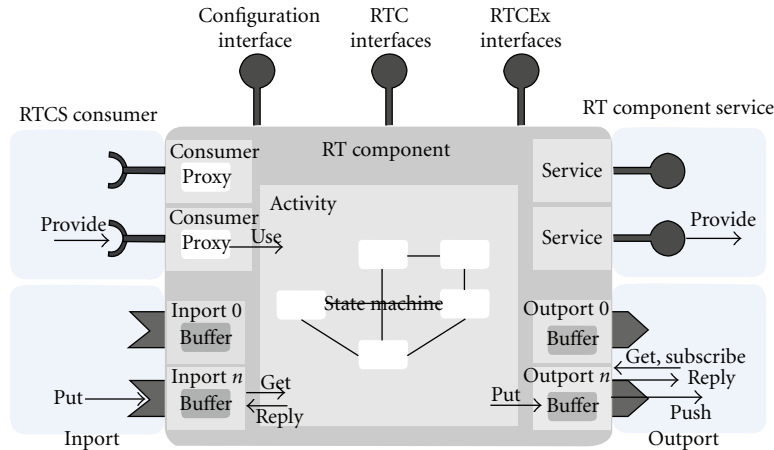 Configuration
interface
RTC
interfaces
RTCEx
interfaces
RTCS consumer
RT component service
Consumer
Proxy
RT component
Service
Consumer
Proxy
Provide
Use
Activity
Service
Provide
State machine
Inport 0
Buffer
Outport 0
Buffer
Get, subscribe
Inport n
Buffer
Put
Get
Reply
Put
Outport n
Buffer
Reply
Push
Inport
Outport